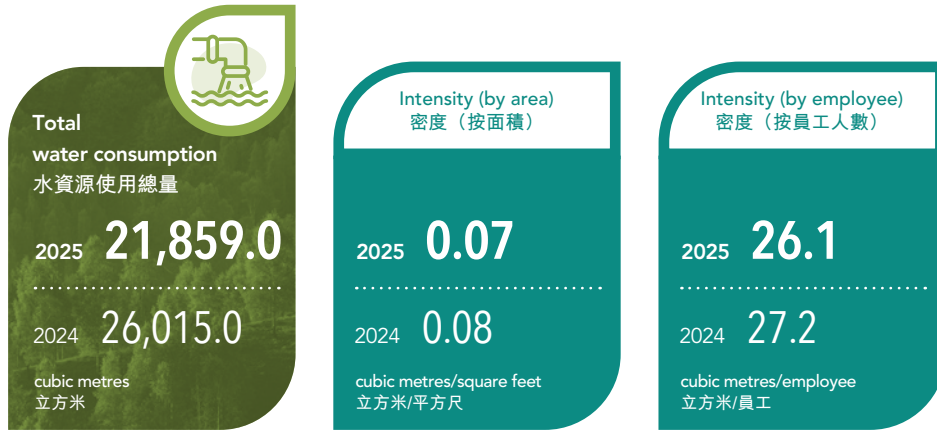 Total
water consumption
水資源使用總量
2025 21,859.0
2024 26,015.0
cubic metres
立方米
Intensity (by area)
密度（按面積）
2025 0.07
2024 0.08
cubic metres/square feet
立方米/平方尺
Intensity (by employee)
密度（按員工人數）
2025 26.1
2024 27.2
cubic metres/employee
立方米/員工